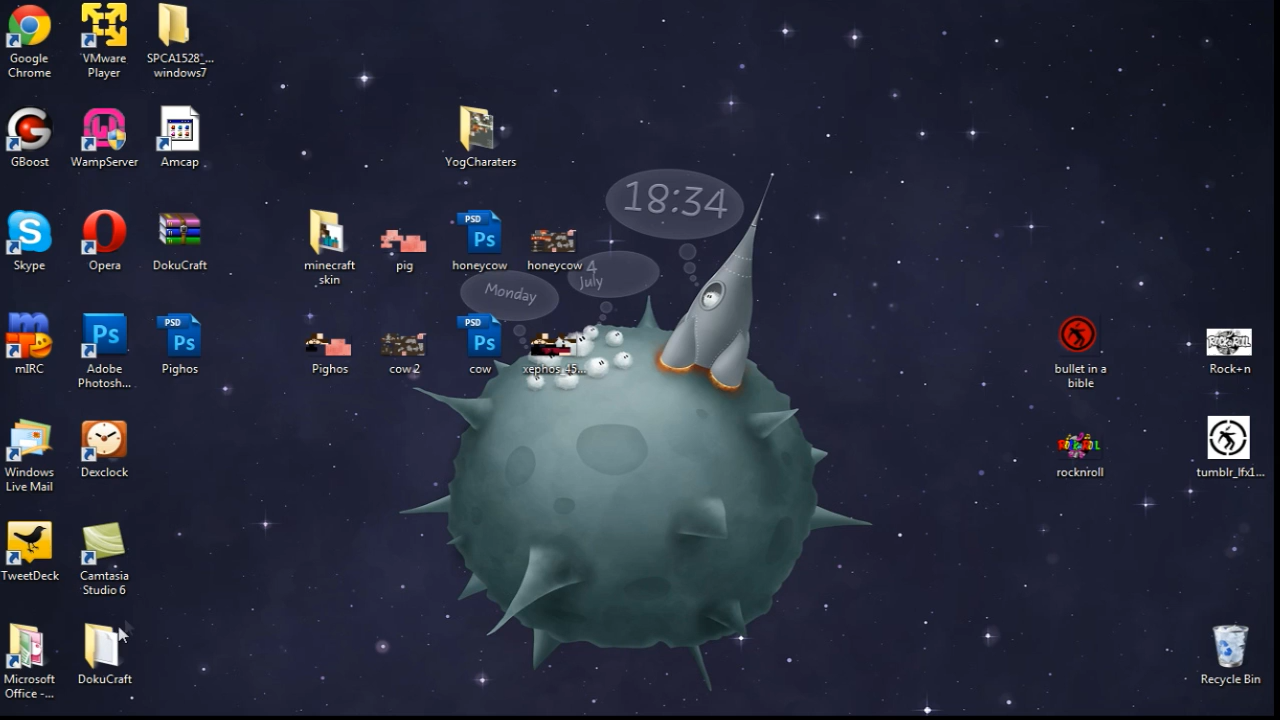 Google
Chrome
VMware
Player
SPCA1528_...
windows7
GBoost
WampServer
Amcap
YogCharaters
18:34
Skype
Opera
DokuCraft
minecraft
skin
pig
PSD
Ps
honeycow
honeycow
4
July
Monday
mIRC
Ps
Adobe
Photosh...
PSD
Ps
Pighos
Pighos
cow 2
PSD
Ps
cow
xephos_45...
bullet in a
bible
ROCK&ROLL
Rock+n
Windows
Live Mail
Dexclock
rocknroll
tumblr_lfx1...
TweetDeck
Camtasia
Studio 6
Microsoft
Office -...
DokuCraft
Recycle Bin